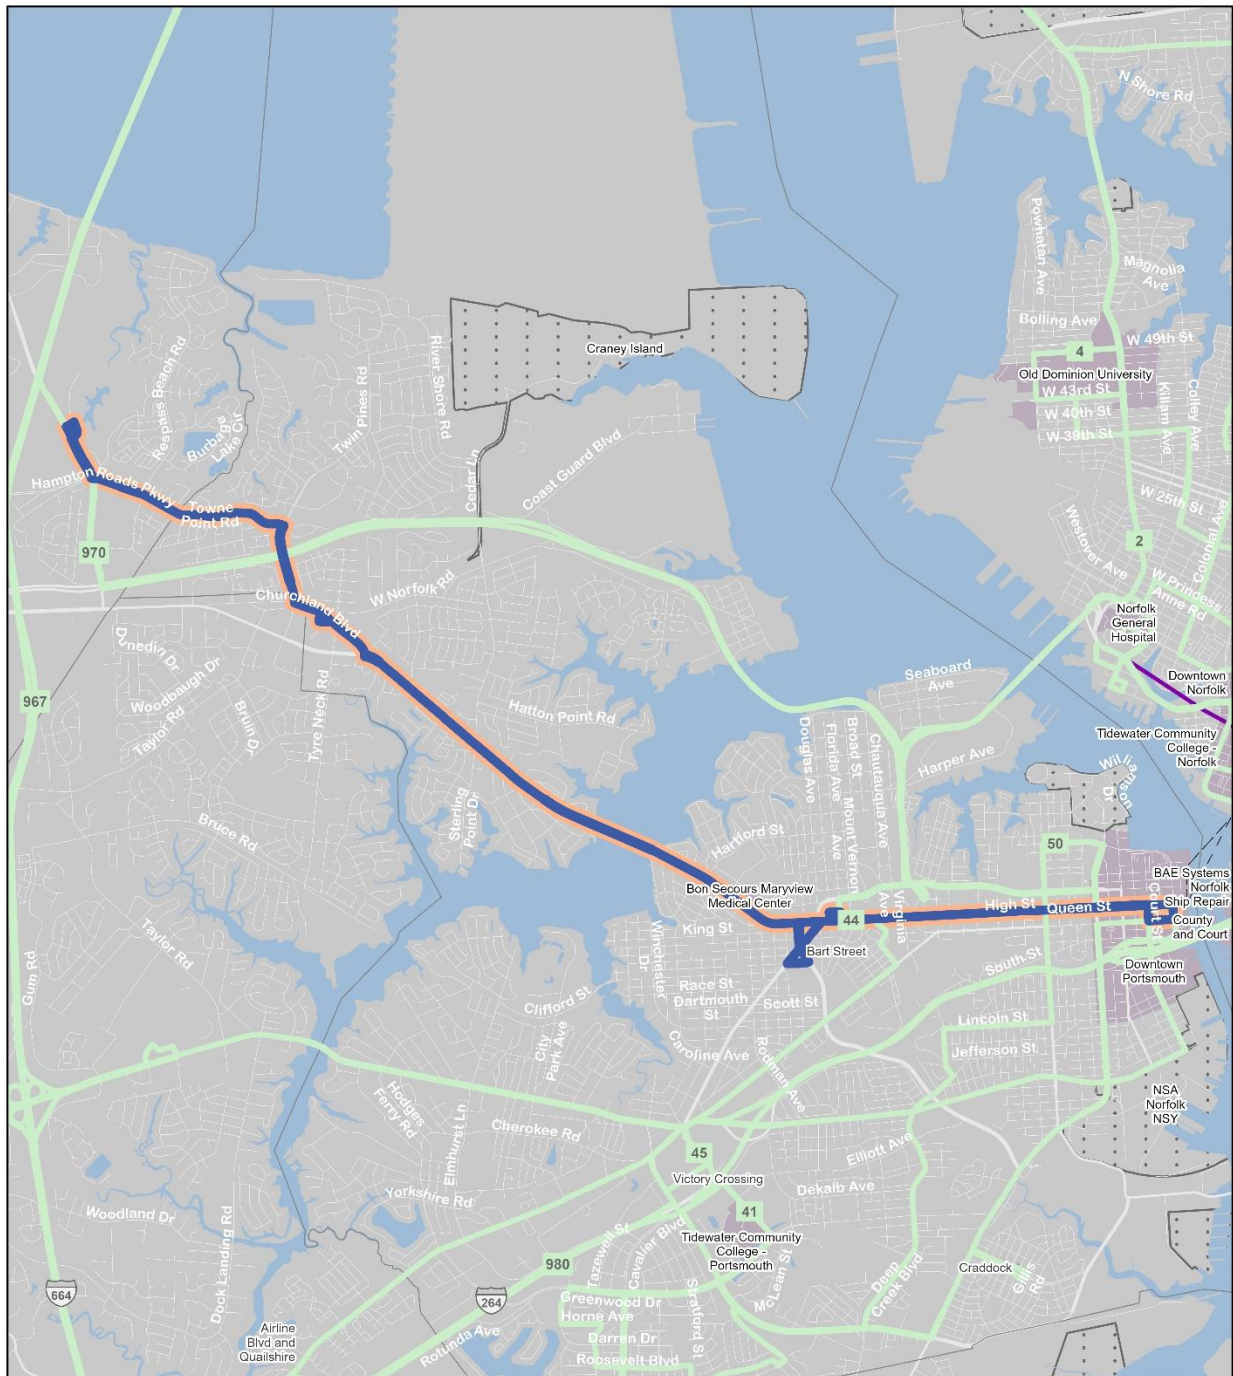 N Shore Rd
Powhatan Ave
Magnolia
Ave
Bolling Ave
W 49th St
4
Old Dominion University
W 43rd St
Killam Ave
Colley Ave
W 40th St
W 39th St
W 25th St
Colonial Ave
2
Westover Ave
W Princess
Anne Rd
Norfolk
General
Hospital
Downtown
Norfolk
Tidewater Community
College -
Norfolk
Craney Island
River Shore Rd
Twin Pines Rd
Respass Beach Rd
Burbage
Lake Cir
Cedar Ln
Coast Guard Blvd
Hampton Roads Pkwy
Towne
Point Rd
970
W Norfolk Rd
Churchland Blvd
Dunedin Dr
Woodbaugh Dr
Taylor Rd
Bruin Dr
Tyre Neck Rd
967
Hatton Point Rd
Seaboard
Ave
Douglas Ave
Florida Ave
Broad St
Mount Vernon
Ave
Chautauqua Ave
Harper Ave
Williamson
Dr
Sterling
Point Dr
Bruce Rd
Hartford St
50
Bon Secours Maryview
Medical Center
BAE Systems
Norfolk
Ship Repair
44
Virginia
Ave
High St
Queen St
Court St
County
and Court
King St
Winchester
Dr
Bart Street
Taylor Rd
Gum Rd
South St
Downtown
Portsmouth
Race St
Dartmouth
St
Scott St
Clifford St
City
Park Ave
Lincoln St
Caroline Ave
Rodman Ave
Jefferson St
Hodges
Ferry Rd
Elmhurst Ln
Cherokee Rd
NSA
Norfolk
NSY
45
Victory Crossing
Elliott Ave
Dekalb Ave
Yorkshire Rd
Woodland Dr
Dock Landing Rd
41
Tidewater Community
College -
Portsmouth
980
Tazewell St
Cavalier Blvd
McLean St
Deep
Creek Blvd
Craddock
Gillis
Rd
664
264
Greenwood Dr
Stratford St
Horne Ave
Airline
Blvd and
Quailshire
Rotunda Ave
Darren Dr
Roosevelt Blvd